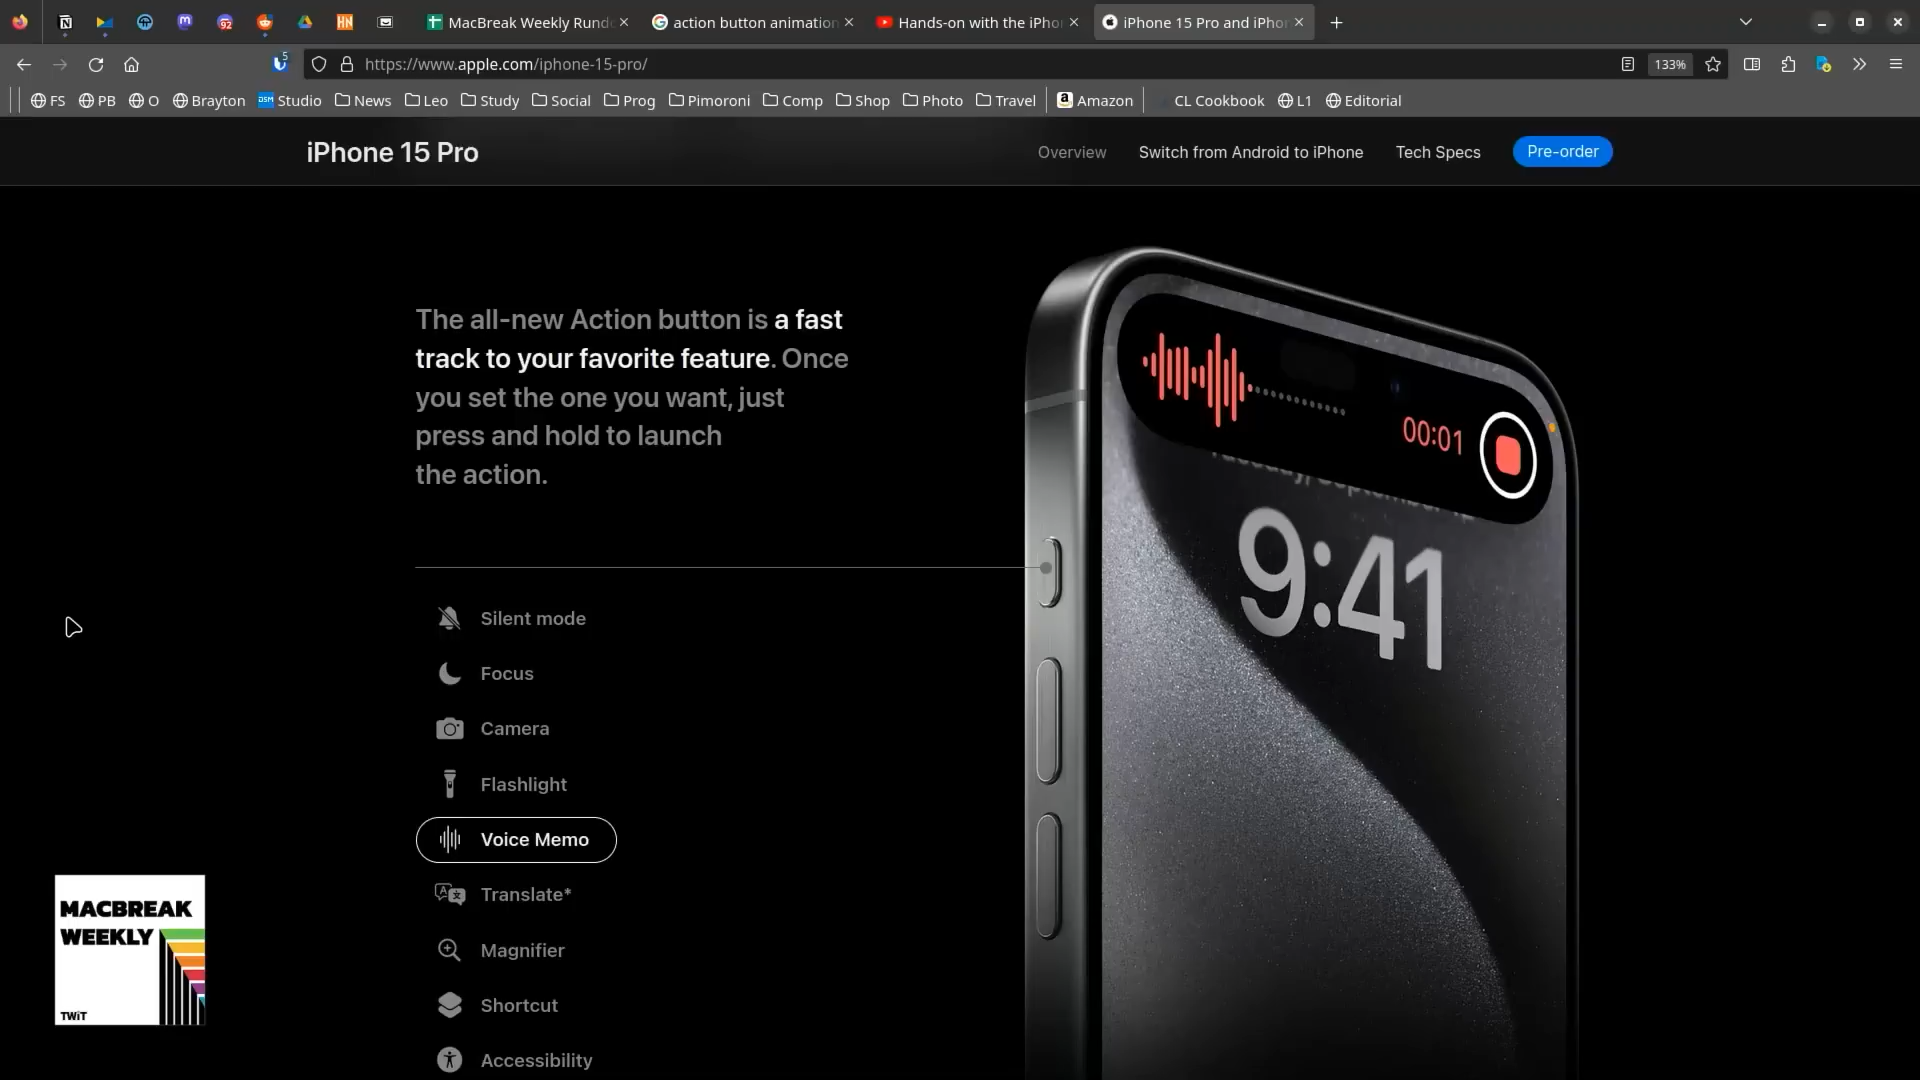 MacBreak Weekly Rund
action button animation
Hands-on with the iPho
iPhone 15 Pro and iPho
https://www.apple.com/iphone-15-pro/
133%
5
FS
PB
O
Brayton
DSM
Studio
News
Leo
Study
Social
Prog
Pimoroni
Comp
Shop
Photo
Travel
Amazon
CL Cookbook
L1
Editorial
iPhone 15 Pro
Overview
Switch from Android to iPhone
Tech Specs
Pre-order
The all-new Action button is a fast
track to your favorite feature. Once
you set the one you want, just
press and hold to launch
the action.
Silent mode
Focus
Camera
Flashlight
Voice Memo
Translate*
Magnifier
Shortcut
Accessibility
00:01
9:41
MACBREAK
WEEKLY
TWiT